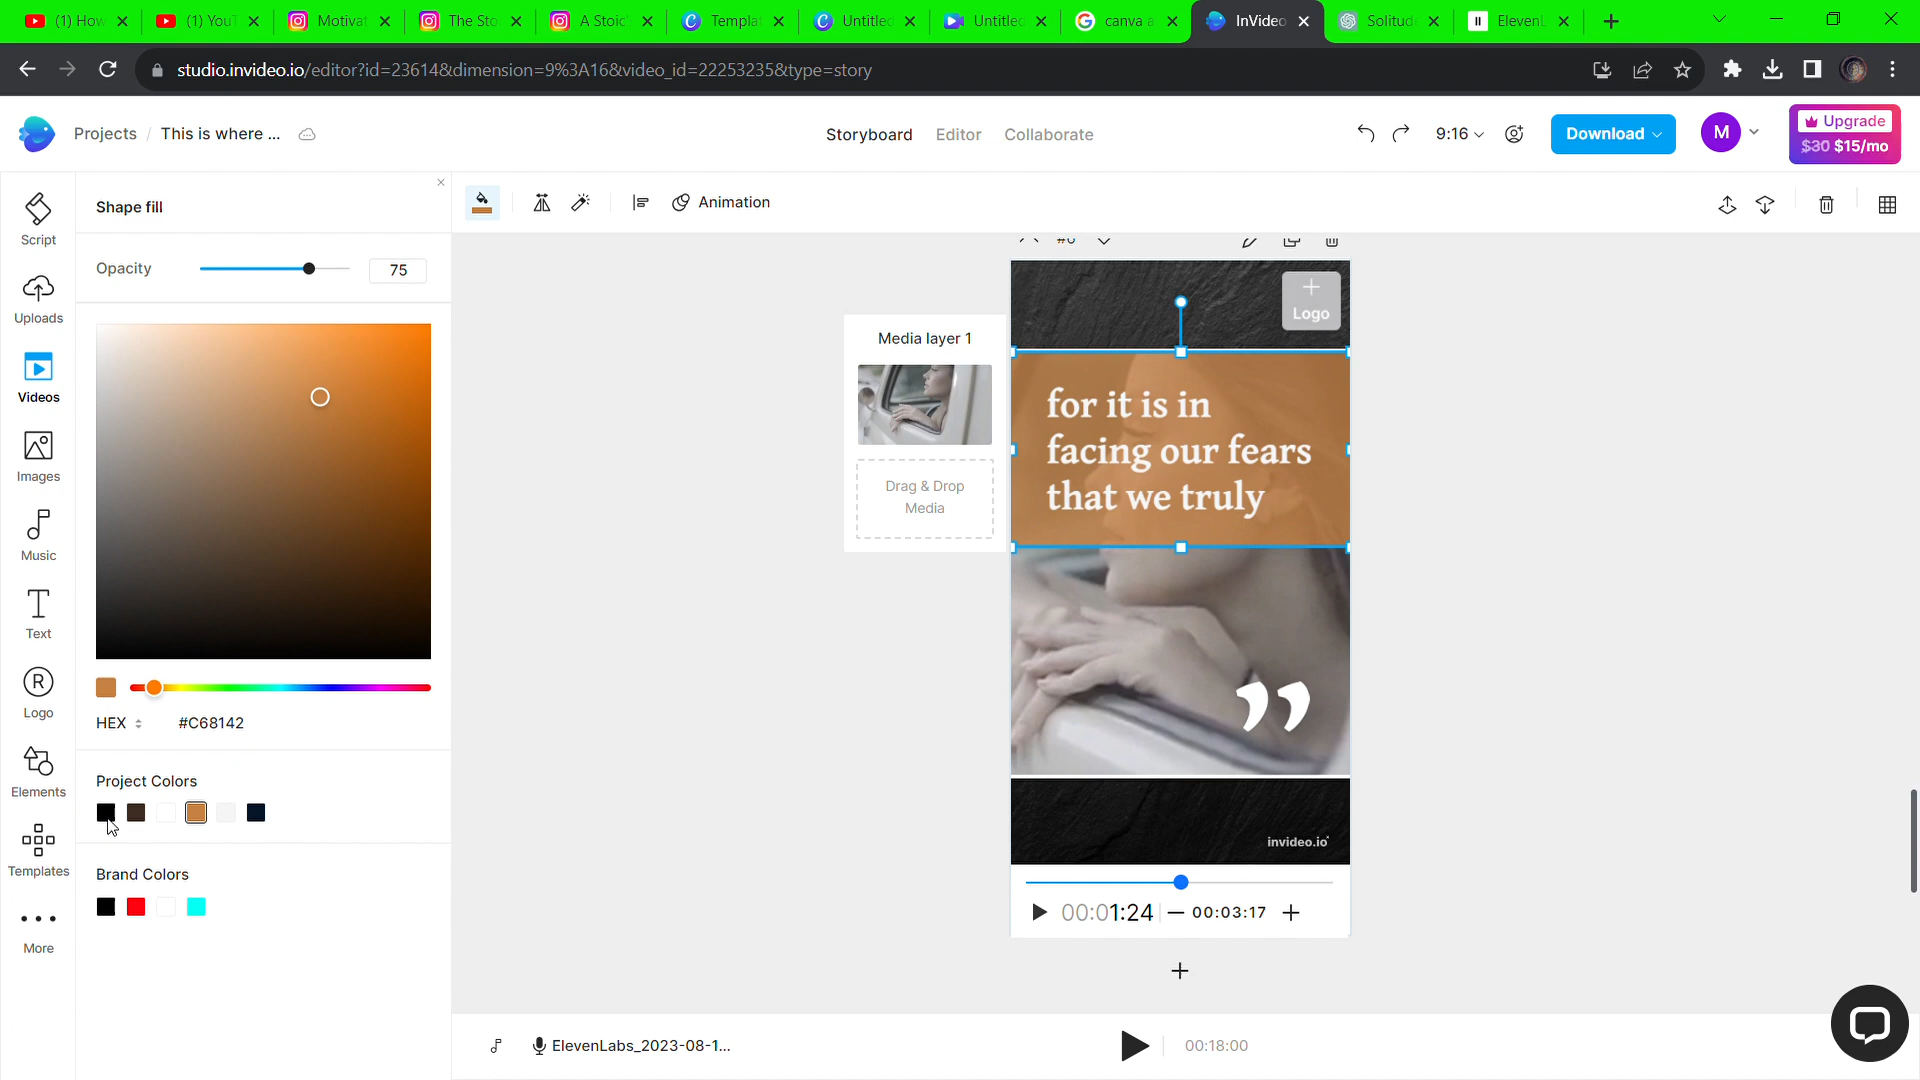 (1) How
(1) YouT
Motivat
The Sto
A Stoic
Templat
Untitled
Untitled
canva a
InVideo
Solitude
ElevenL
studio.invideo.io/editor?id=23614&dimension=9%3A16&video_id=22253235&type=story
Projects / This is where ...
Storyboard
Editor
Collaborate
9:16
Download
M
Upgrade
$30 $15/mo
Script
Uploads
Videos
Images
Music
Text
Logo
Elements
Templates
More
Shape fill
Opacity
75
HEX
#C68142
Project Colors
Brand Colors
Animation
Media layer 1
Drag & Drop
Media
Logo
for it is in
facing our fears
that we truly
”
invideo.io
00:01:24
00:03:17
ElevenLabs_2023-08-1...
00:18:00